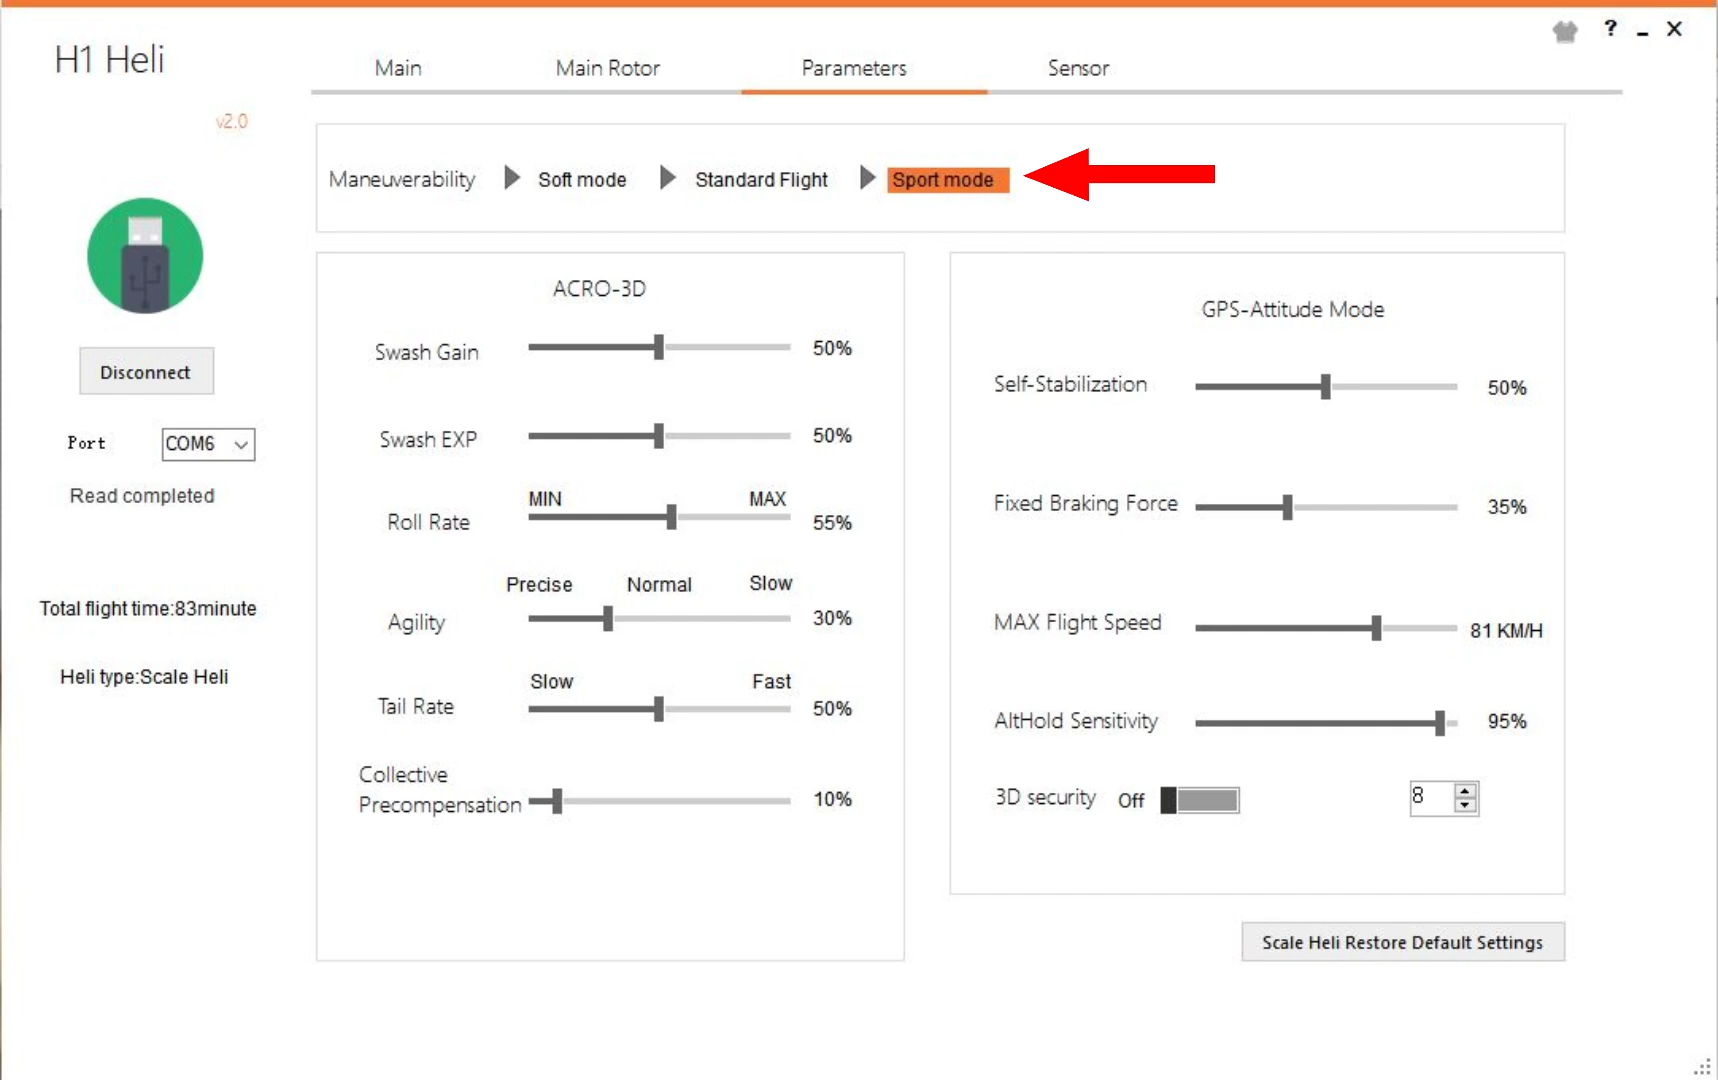 H1 Heli
v2.0
Main
Main Rotor
Parameters
Sensor
?
Maneuverability
Soft mode
Standard Flight
Sport mode
Disconnect
Port
COM6
Read completed
Total flight time:83minute
Heli type:Scale Heli
ACRO-3D
Swash Gain
50%
Swash EXP
50%
MIN
MAX
Roll Rate
55%
Precise
Normal
Slow
Agility
30%
Slow
Fast
Tail Rate
50%
Collective
Precompensation
10%
GPS-Attitude Mode
Self-Stabilization
50%
Fixed Braking Force
35%
MAX Flight Speed
81 KM/H
AltHold Sensitivity
95%
3D security
Off
8
Scale Heli Restore Default Settings